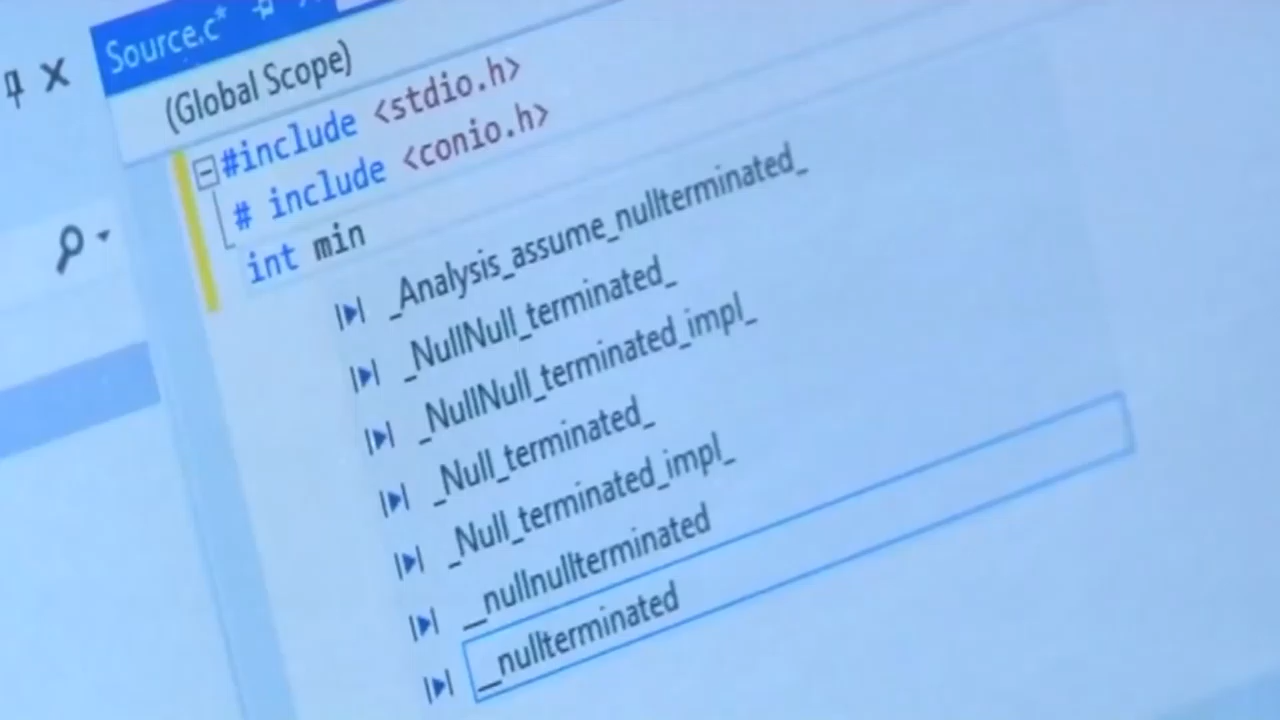 Source.c*
(Global Scope)
#include <stdio.h>
# include <conio.h>
int min
_Analysis_assume_nullterminated_
_NullNull_terminated_
_NullNull_terminated_impl_
_Null_terminated_
_Null_terminated_impl_
__nullnullterminated
__nullterminated